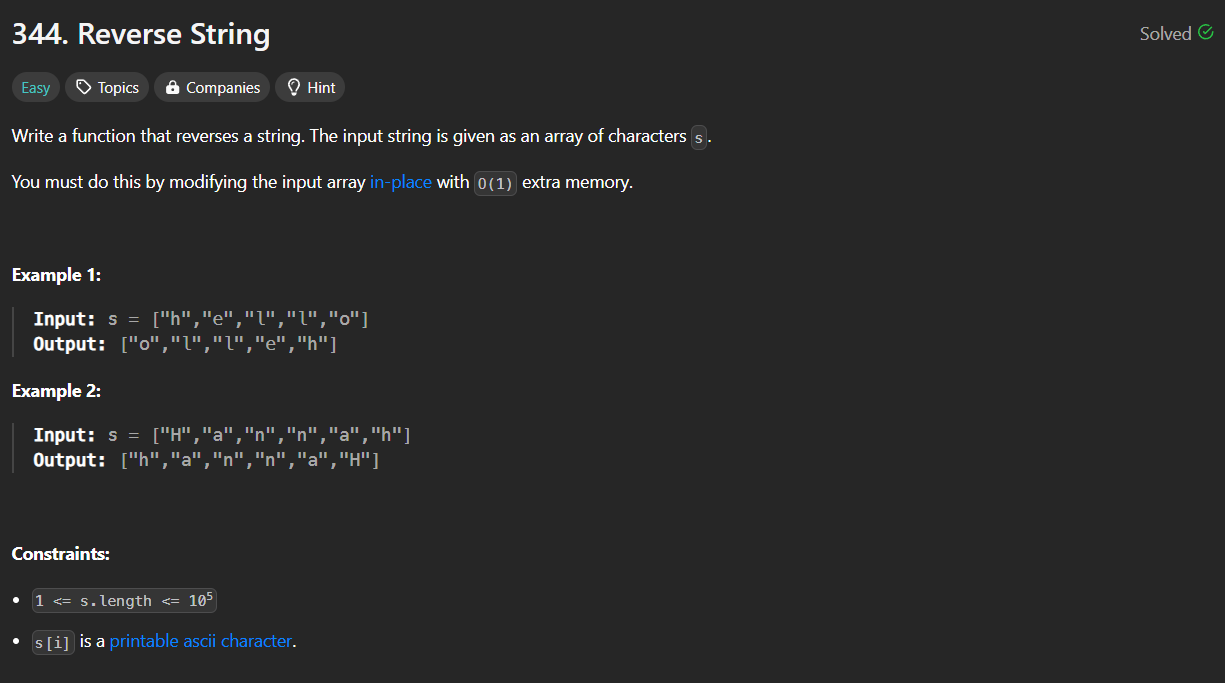 344. Reverse String
Solved
Easy Topics Companies Hint
Write a function that reverses a string. The input string is given as an array of characters s.
You must do this by modifying the input array in-place with O(1) extra memory.
Example 1:
Input: s = ["h","e","l","l","o"]
Output: ["o","l","l","e","h"]
Example 2:
Input: s = ["H","a","n","n","a","h"]
Output: ["h","a","n","n","a","H"]
Constraints:
• 1 <= s.length <= 10⁵
• s[i] is a printable ascii character.